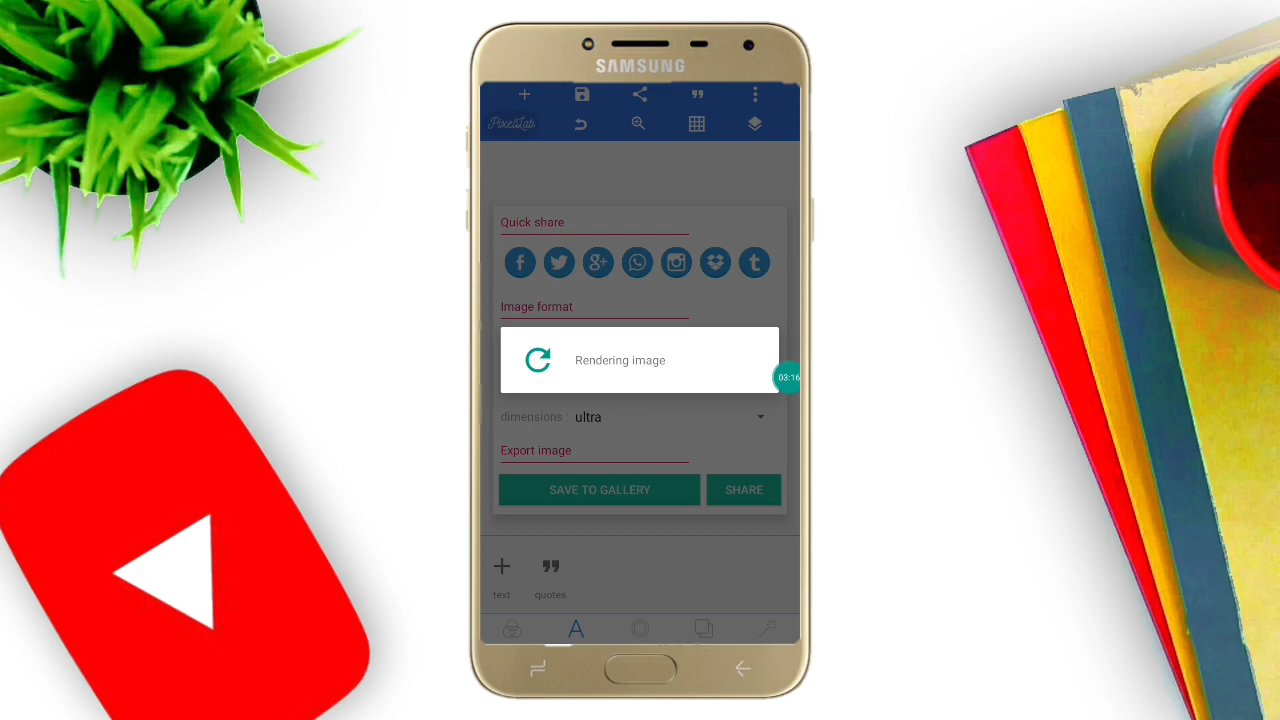 SAMSUNG
PixelLab
Quick share
Image format
Rendering image
03:16
dimensions : ultra
Export image
SAVE TO GALLERY
SHARE
text
quotes